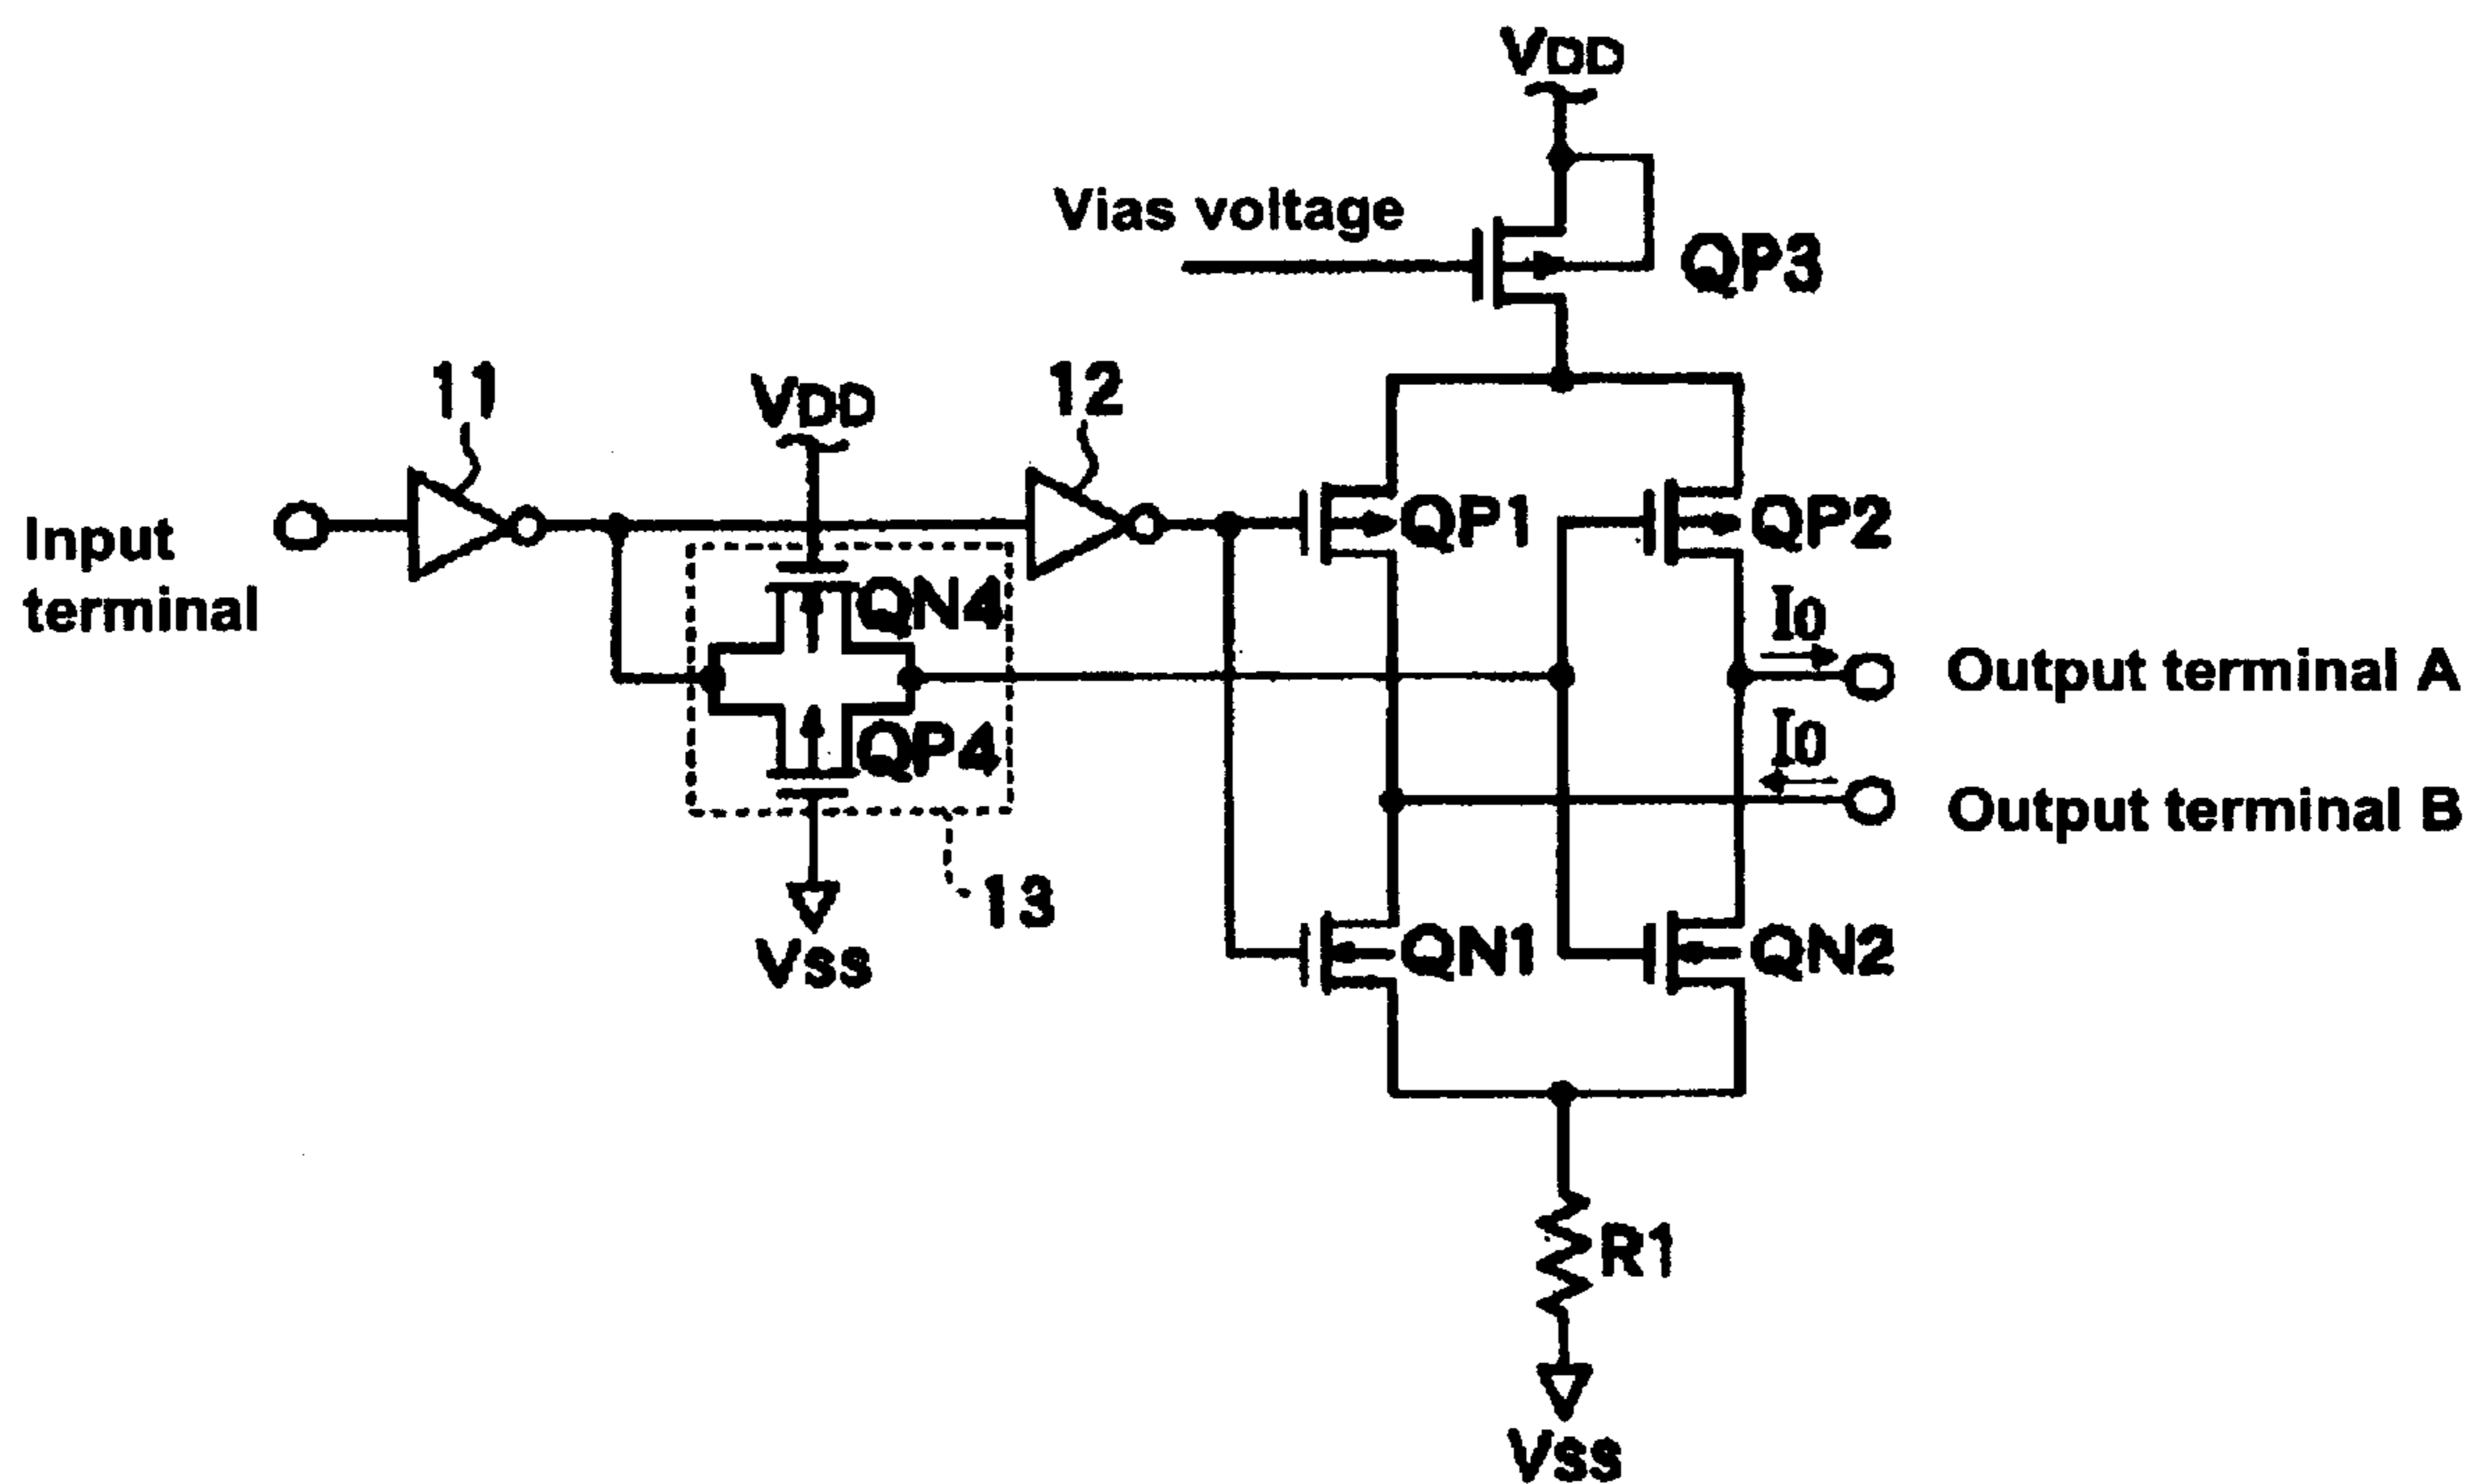 VDD
Vias voltage
QP3
11
VDD
12
Input
terminal
QP1
QP2
QN4
I0
Output terminal A
QP4
I0
Output terminal B
13
VSS
QN1
QN2
R1
VSS